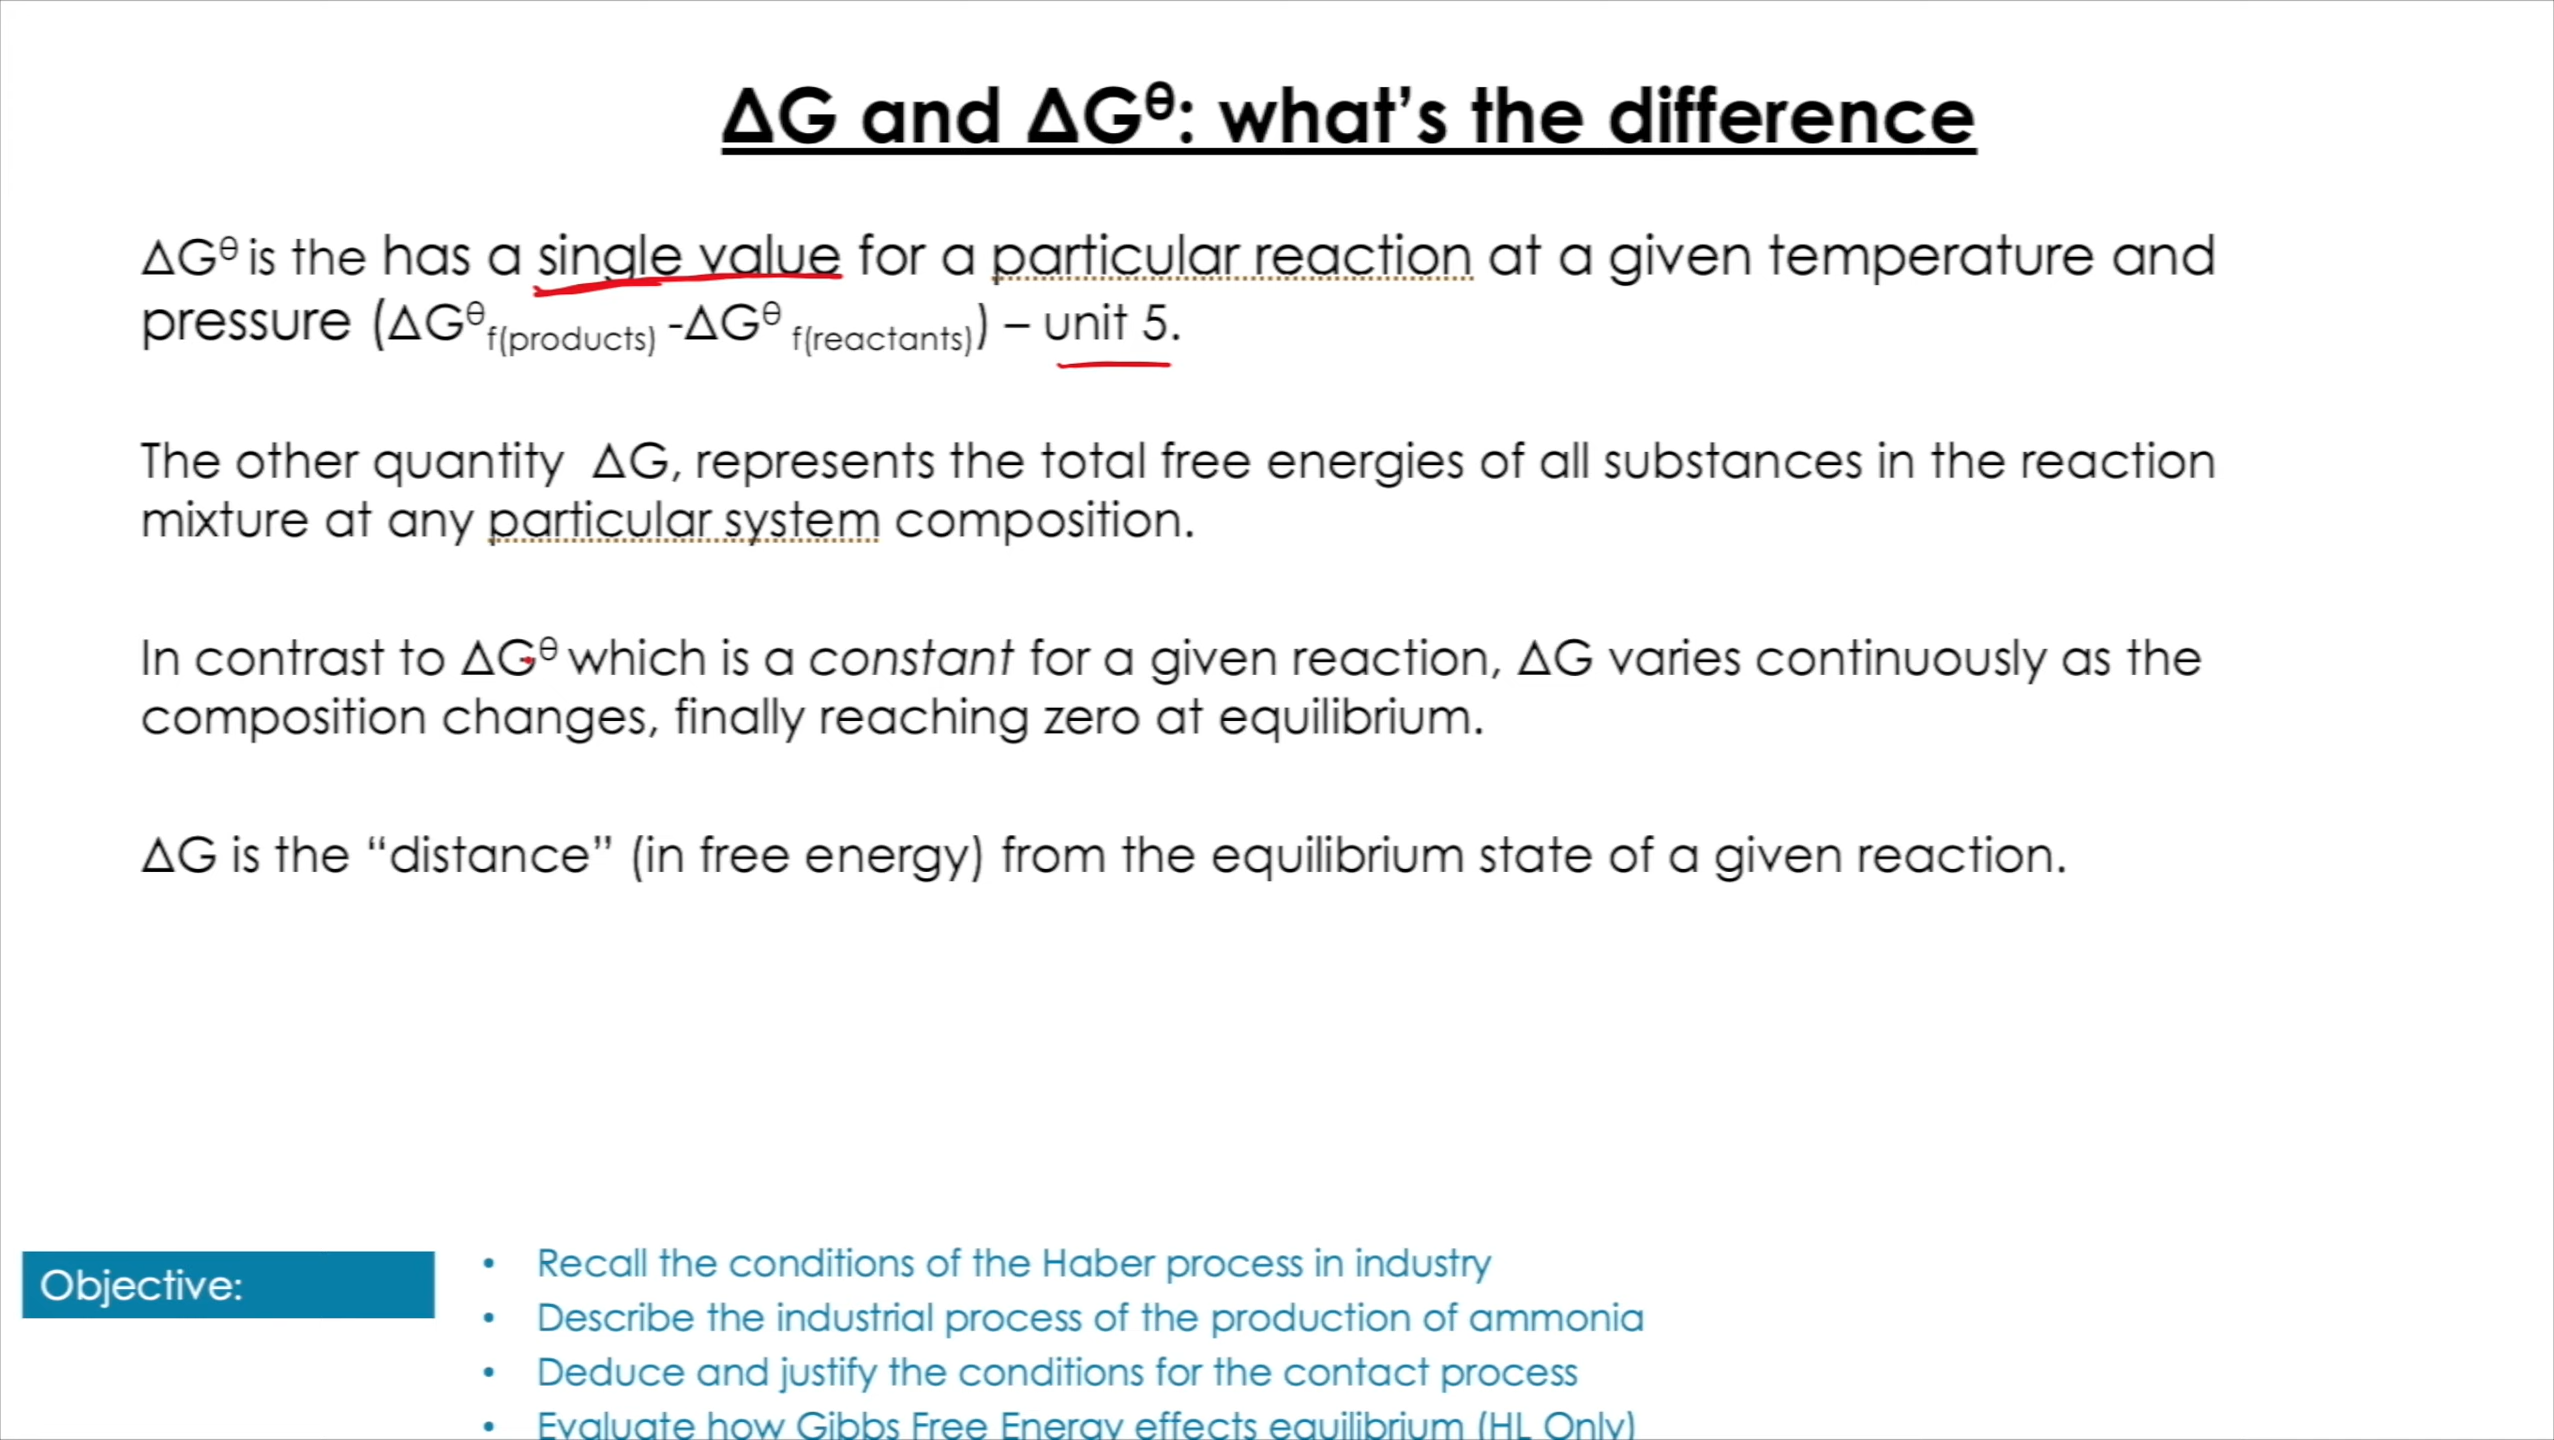 ΔG and ΔGᶿ: what's the difference
ΔGᶿ is the has a single value for a particular reaction at a given temperature and
pressure (ΔGᶿf(products) -ΔGᶿ f(reactants)) – unit 5.
The other quantity ΔG, represents the total free energies of all substances in the reaction
mixture at any particular system composition.
In contrast to ΔGᶿ which is a constant for a given reaction, ΔG varies continuously as the
composition changes, finally reaching zero at equilibrium.
ΔG is the “distance” (in free energy) from the equilibrium state of a given reaction.
Objective:
• Recall the conditions of the Haber process in industry
• Describe the industrial process of the production of ammonia
• Deduce and justify the conditions for the contact process
• Evaluate how Gibbs Free Energy effects equilibrium (HL Only)